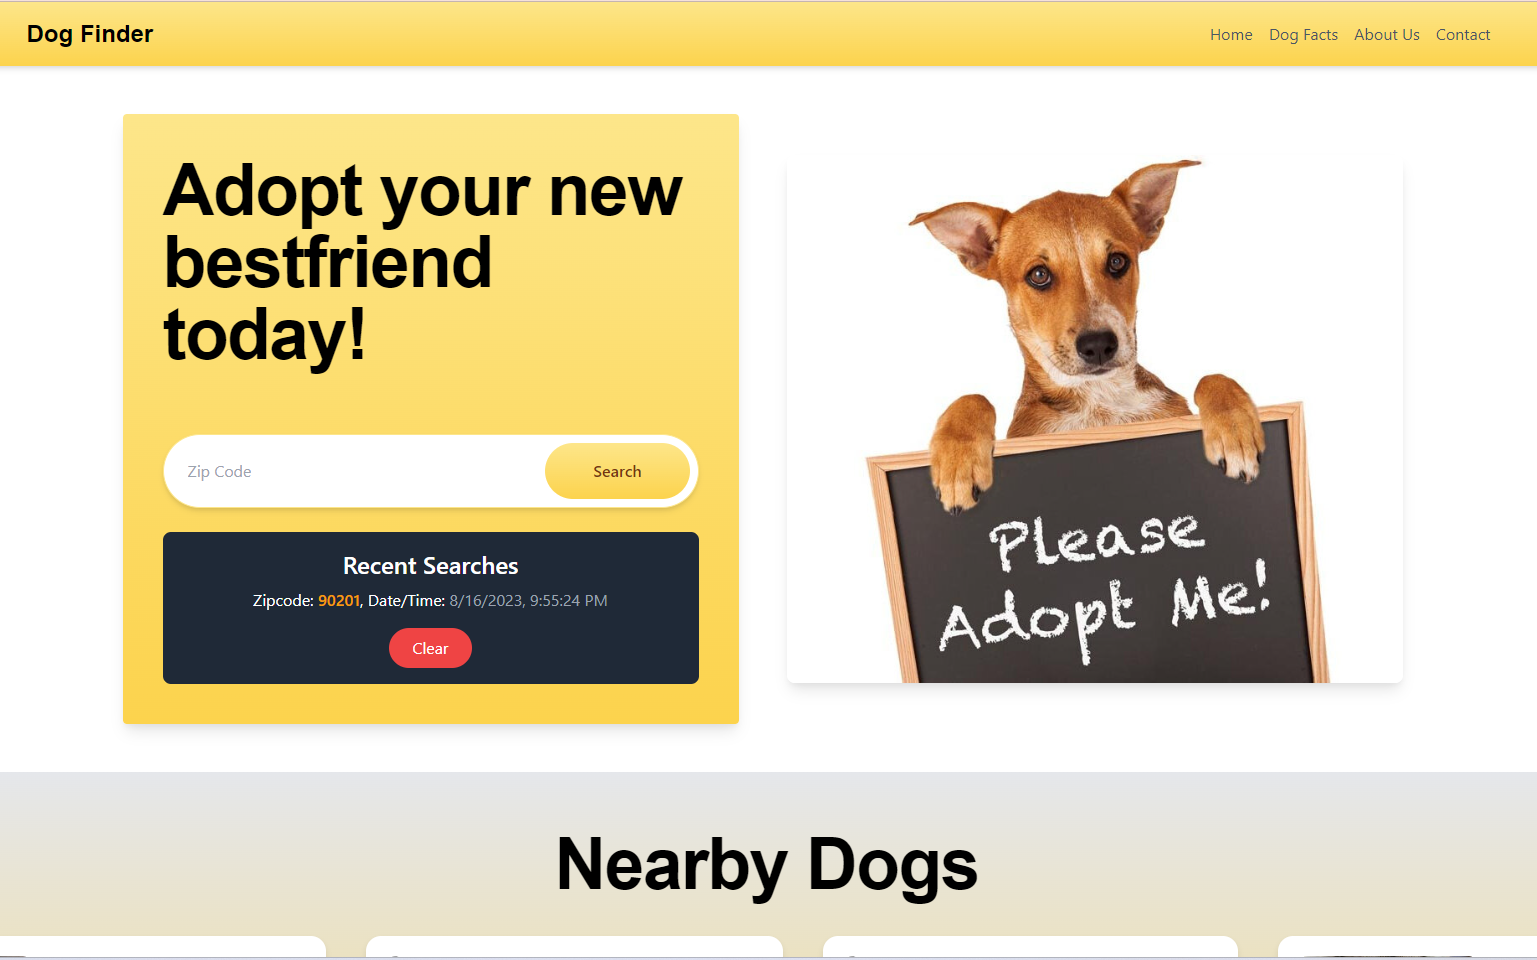 Dog Finder
Home Dog Facts About Us Contact
Adopt your new
bestfriend
today!
Zip Code
Search
Recent Searches
Zipcode: 90201, Date/Time: 8/16/2023, 9:55:24 PM
Clear
Please
Adopt Me!
Nearby Dogs